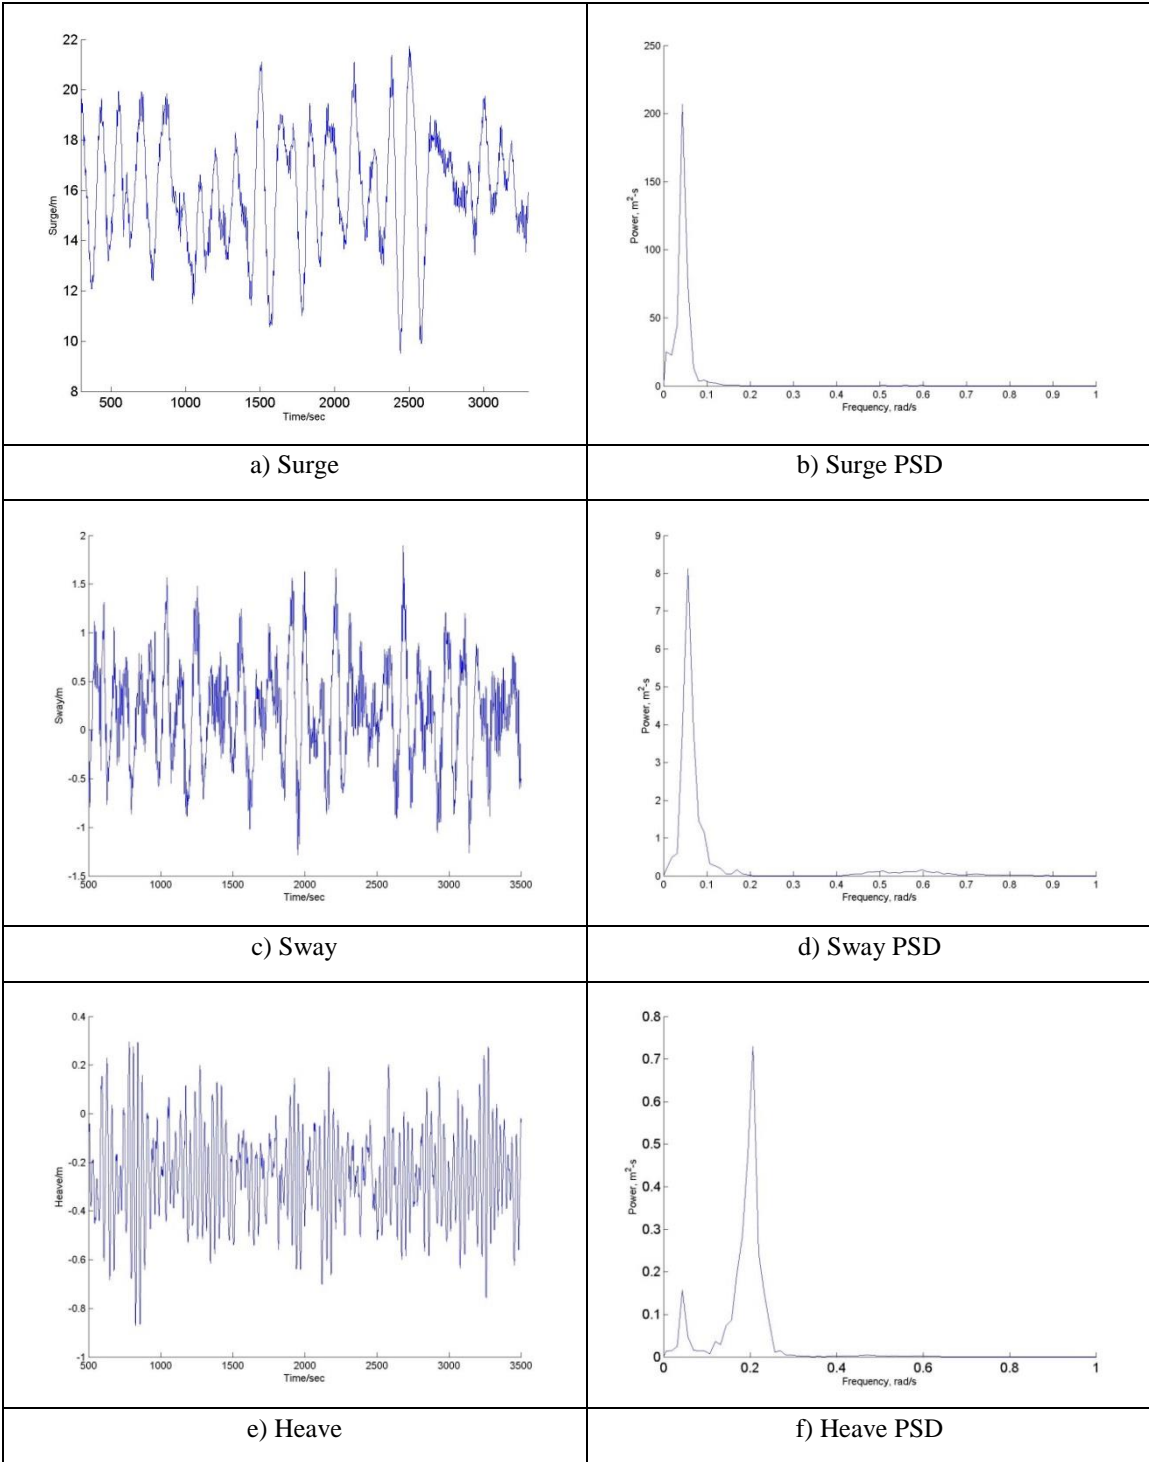 22
20
18
16
14
12
10
8
Surge/m
500 1000 1500 2000 2500 3000
Time/sec
250
200
150
100
50
0
Power, m²-s
0 0.1 0.2 0.3 0.4 0.5 0.6 0.7 0.8 0.9 1
Frequency, rad/s
a) Surge
b) Surge PSD
2
1.5
1
0.5
0
-0.5
-1
-1.5
Sway/m
500 1000 1500 2000 2500 3000 3500
Time/sec
9
8
7
6
5
4
3
2
1
0
Power, m²-s
0 0.1 0.2 0.3 0.4 0.5 0.6 0.7 0.8 0.9 1
Frequency, rad/s
c) Sway
d) Sway PSD
0.4
0.2
0
-0.2
-0.4
-0.6
-0.8
-1
Heave/m
500 1000 1500 2000 2500 3000 3500
Time/sec
0.8
0.7
0.6
0.5
0.4
0.3
0.2
0.1
0
Power, m²-s
0 0.2 0.4 0.6 0.8 1
Frequency, rad/s
e) Heave
f) Heave PSD